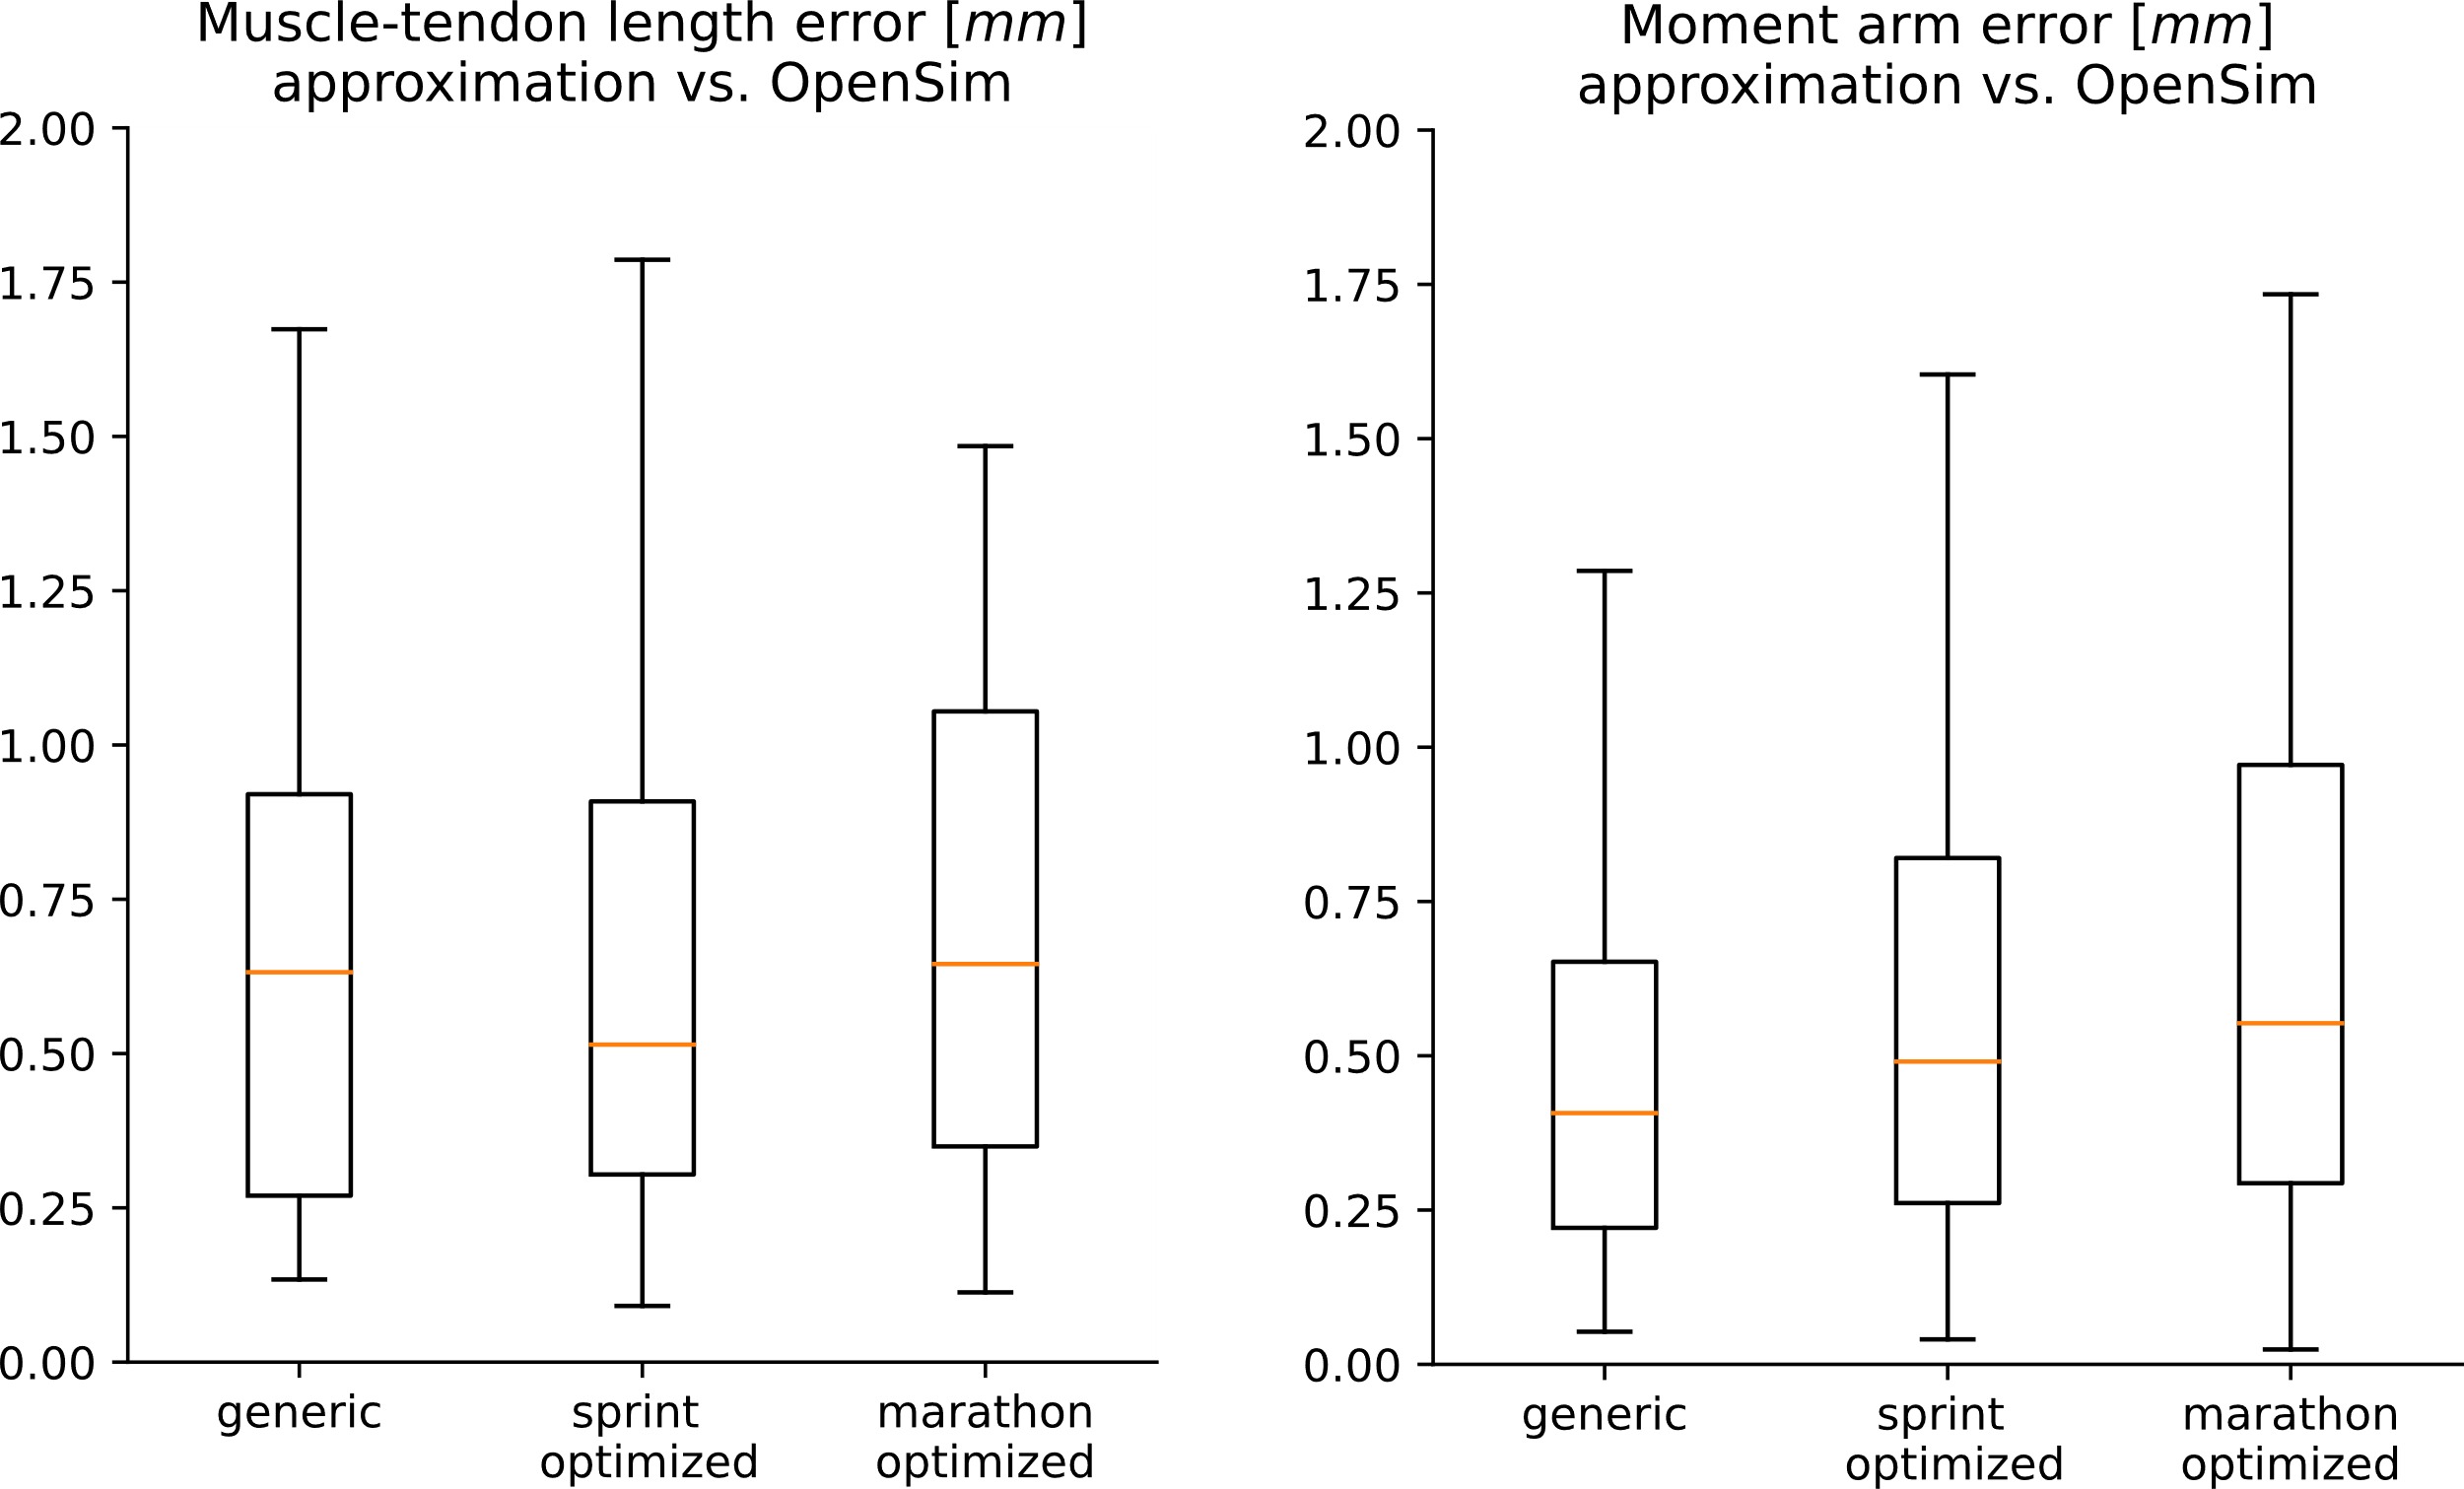 Muscle-tendon length error [mm]
approximation vs. OpenSim
2.00
1.75
1.50
1.25
1.00
0.75
0.50
0.25
0.00
generic
sprint
optimized
marathon
optimized
Moment arm error [mm]
approximation vs. OpenSim
2.00
1.75
1.50
1.25
1.00
0.75
0.50
0.25
0.00
generic
sprint
optimized
marathon
optimized